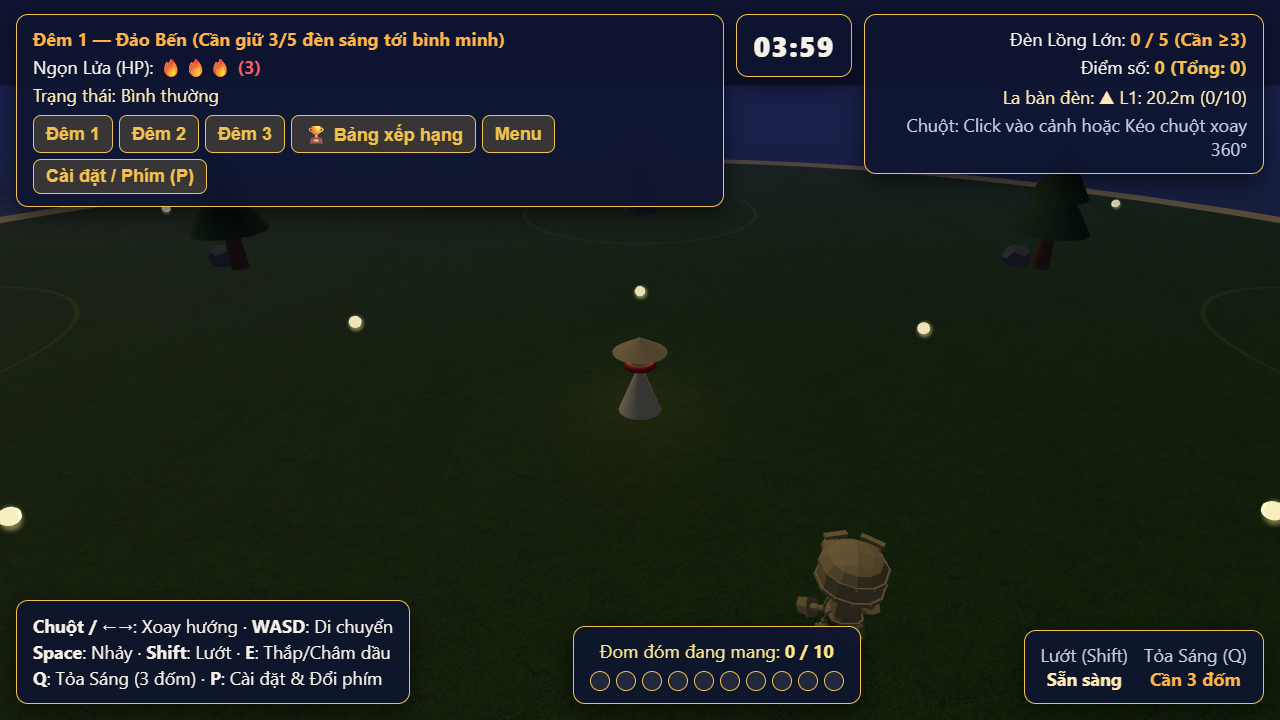 Đêm 1 — Đảo Bến (Cần giữ 3/5 đèn sáng tới bình minh)
Ngọn Lửa (HP): 🔥 🔥 🔥 (3)
Trạng thái: Bình thường
Đêm 1 Đêm 2 Đêm 3 🏆 Bảng xếp hạng Menu
Cài đặt / Phím (P)
03:59
Đèn Lồng Lớn: 0 / 5 (Cần ≥3)
Điểm số: 0 (Tổng: 0)
La bàn đèn: ▲ L1: 20.2m (0/10)
Chuột: Click vào cảnh hoặc Kéo chuột xoay
360°
Chuột / ←→: Xoay hướng · WASD: Di chuyển
Space: Nhảy · Shift: Lướt · E: Thắp/Châm dầu
Q: Tỏa Sáng (3 đốm) · P: Cài đặt & Đổi phím
Đom đóm đang mang: 0 / 10
Lướt (Shift) Tỏa Sáng (Q)
Sẵn sàng Cần 3 đốm